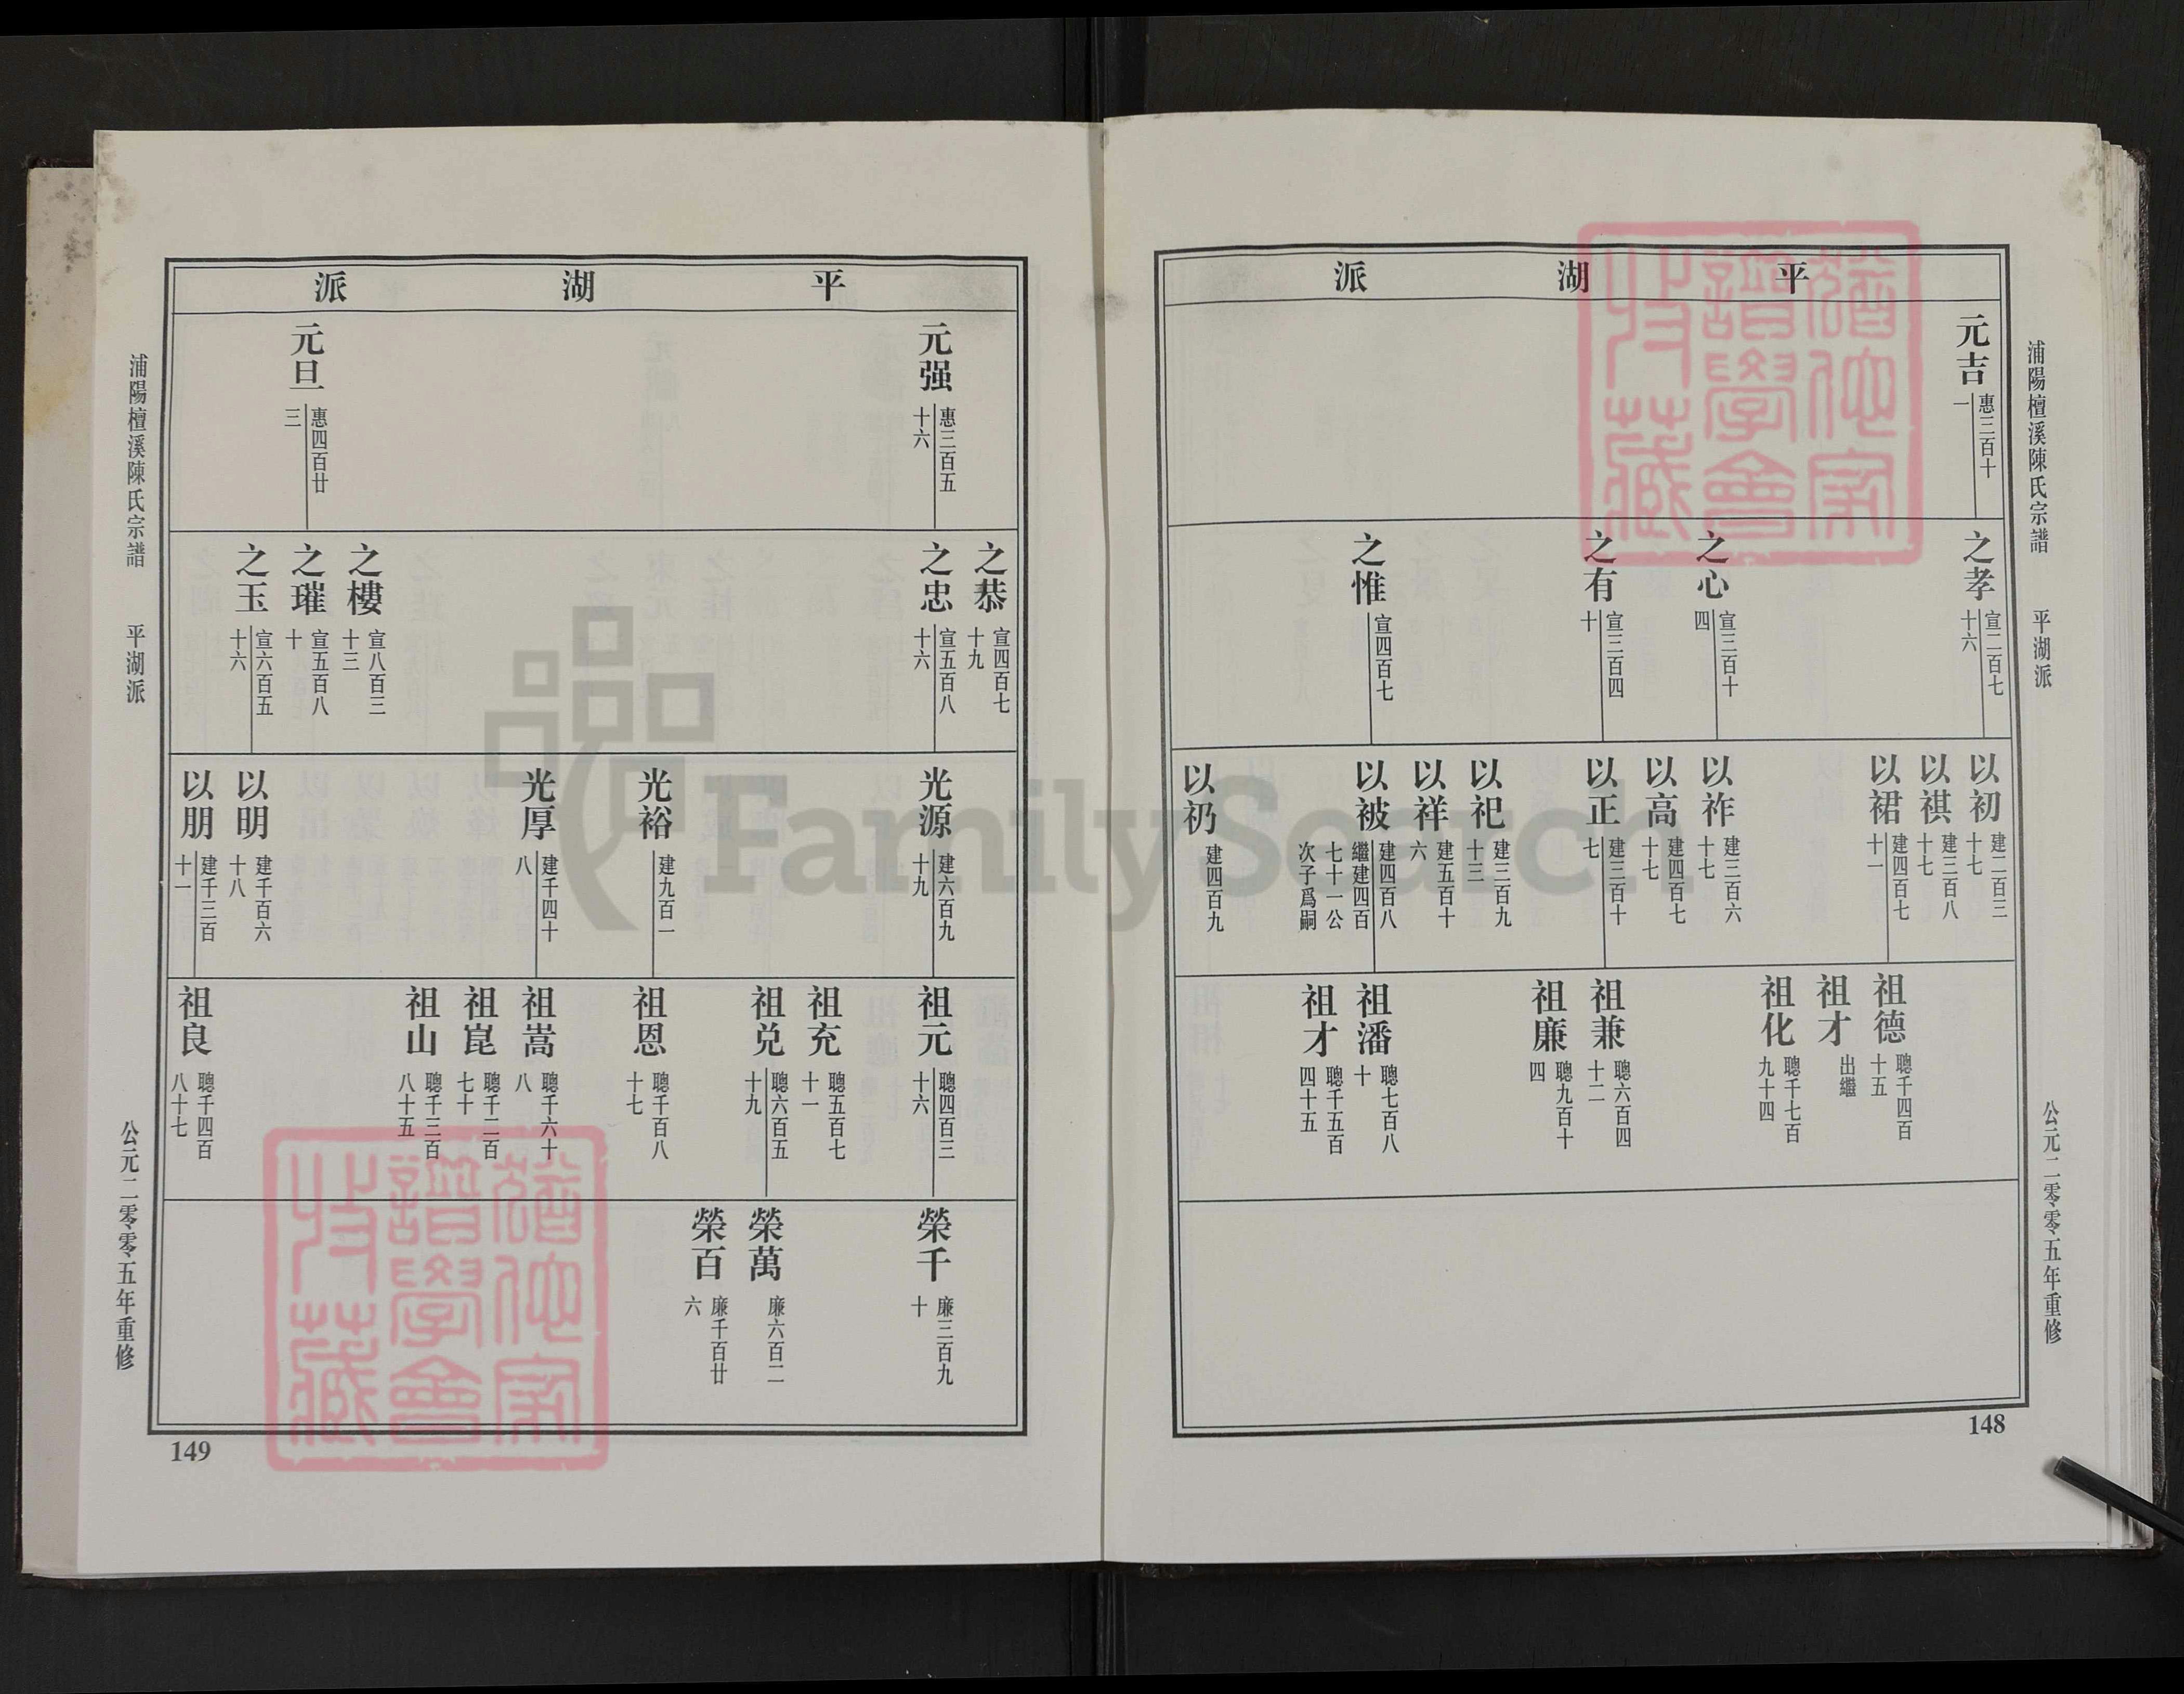 浦陽檀溪陳氏宗譜 平湖派 公元二零零五年重修
平湖派
元吉 惠三百十一
之孝 宣二百七十六
之心 宣三百十四
之有 宣三百四十
之惟 宣四百七
以初 建二百三十七
以祺 建三百八十七
以裙 建四百七十一
以祚 建三百六十七
以高 建四百七十七
以正 建三百十七
以祀 建三百九十三
以祥 建五百十六
以被 建四百八 繼建四百七十一公次子爲嗣
以礽 建四百九
祖德 聰千四百十五
祖才 出繼
祖化 聰千七百九十四
祖兼 聰六百四十二
祖廉 聰九百十四
祖潘 聰七百八十
祖才 聰千五百四十五
148
平湖派
元强 惠三百五十六
元旦 惠四百廿三
之恭 宣四百七十九
之忠 宣五百八十六
之樓 宣八百三十三
之璀 宣五百八十
之玉 宣六百五十六
光源 建六百九十九
光裕 建九百一
光厚 建千四十八
以明 建千百六十八
以朋 建千三百十一
祖元 聰四百三十六
祖充 聰五百七十一
祖兑 聰六百五十九
祖恩 聰千百八十七
祖嵩 聰千六十八
祖崑 聰千二百七十
祖山 聰千三百八十五
祖良 聰千四百八十七
榮千 廉三百九十
榮萬 廉六百二
榮百 廉千百廿六
浦陽檀溪陳氏宗譜 平湖派 公元二零零五年重修
149
FamilySearch